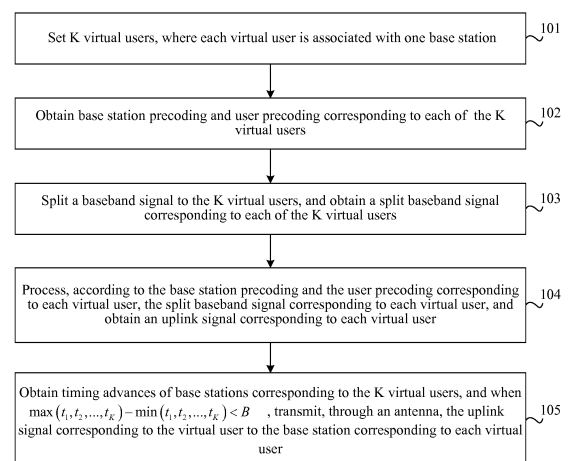 Set K virtual users, where each virtual user is associated with one base station
101
Obtain base station precoding and user precoding corresponding to each of the K
virtual users
102
Split a baseband signal to the K virtual users, and obtain a split baseband signal
corresponding to each of the K virtual users
103
Process, according to the base station precoding and the user precoding corresponding
to each virtual user, the split baseband signal corresponding to each virtual user, and
obtain an uplink signal corresponding to each virtual user
104
Obtain timing advances of base stations corresponding to the K virtual users, and when
max(t₁,t₂,...,t_K)−min(t₁,t₂,...,t_K)<B , transmit, through an antenna, the uplink
signal corresponding to the virtual user to the base station corresponding to each virtual
user
105